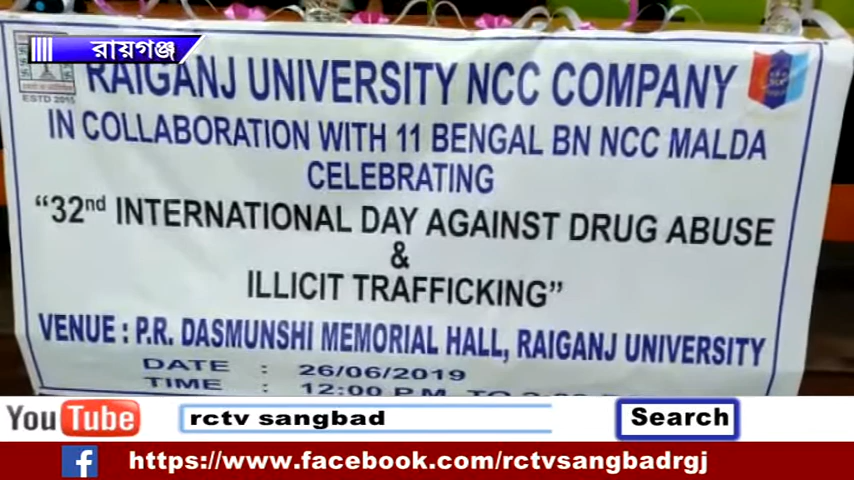 রায়গঞ্জ
ESTD 2015
RAIGANJ UNIVERSITY NCC COMPANY
IN COLLABORATION WITH 11 BENGAL BN NCC MALDA
CELEBRATING
“32nd INTERNATIONAL DAY AGAINST DRUG ABUSE
&
ILLICIT TRAFFICKING”
VENUE : P.R. DASMUNSHI MEMORIAL HALL, RAIGANJ UNIVERSITY
DATE : 26/06/2019
TIME : 12:00 P.M. TO
YouTube rctv sangbad Search
f https://www.facebook.com/rctvsangbadrgj